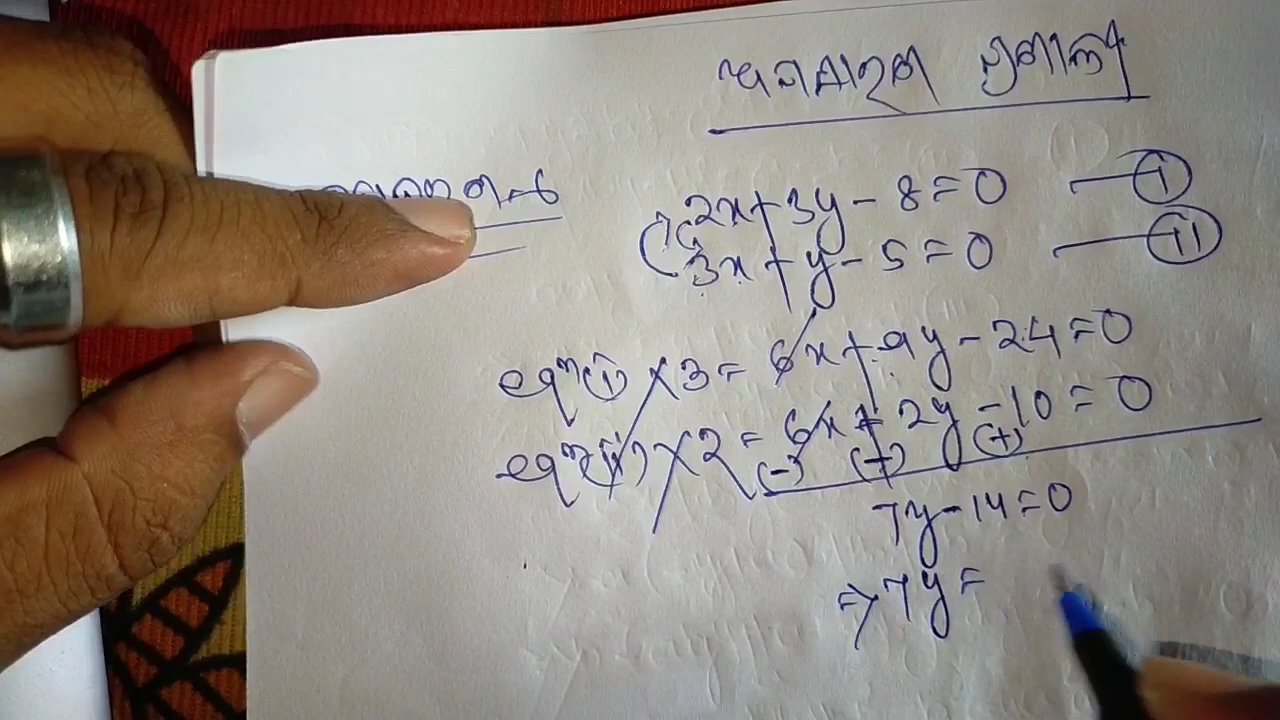 ଅପସାରଣ ପ୍ରଣାଳୀ
2x+3y-8=0 — (i)
3x+y-5=0 — (ii)
eqⁿ(i)×3=6x+9y-24=0
eqⁿ(ii)×2=6x+2y-10=0
(-) (+) (+)
7y-14=0
⇒7y=